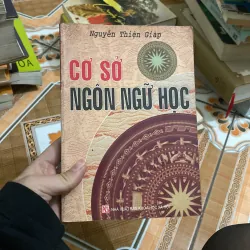 Nguyễn Thiện Giáp
CƠ SỞ
NGÔN NGỮ HỌC